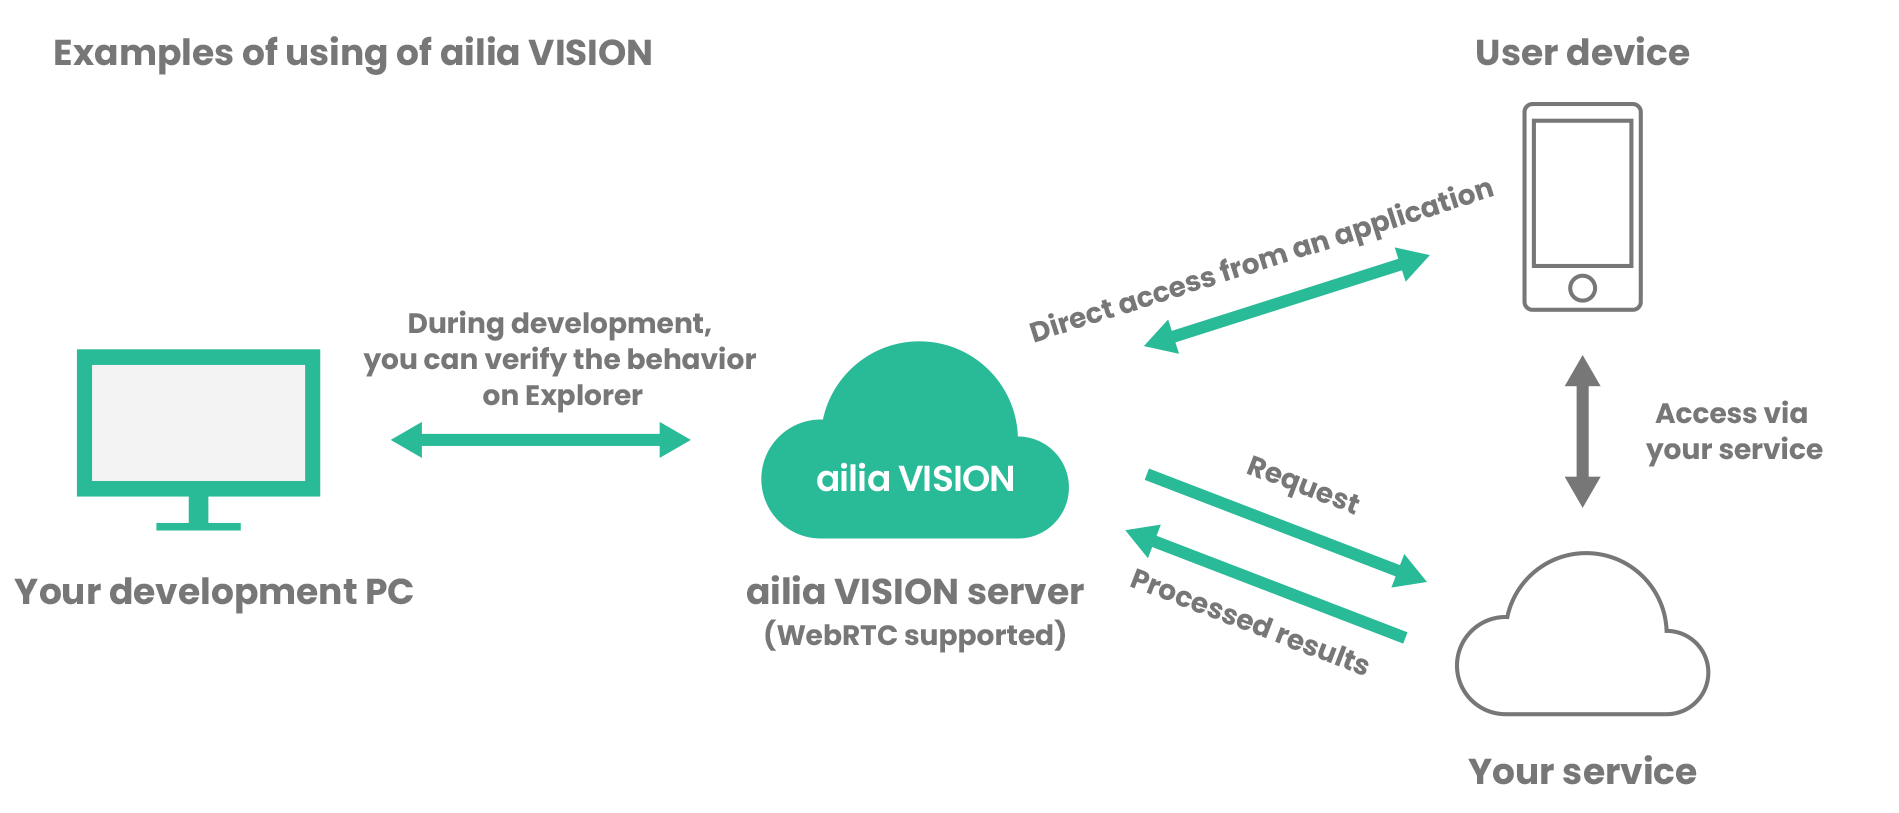 Examples of using of ailia VISION
User device
Direct access from an application
During development,
you can verify the behavior
on Explorer
ailia VISION
Access via
your service
Request
Processed results
Your development PC
ailia VISION server
(WebRTC supported)
Your service